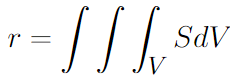 r = ∫ ∫ ∫_V S dV